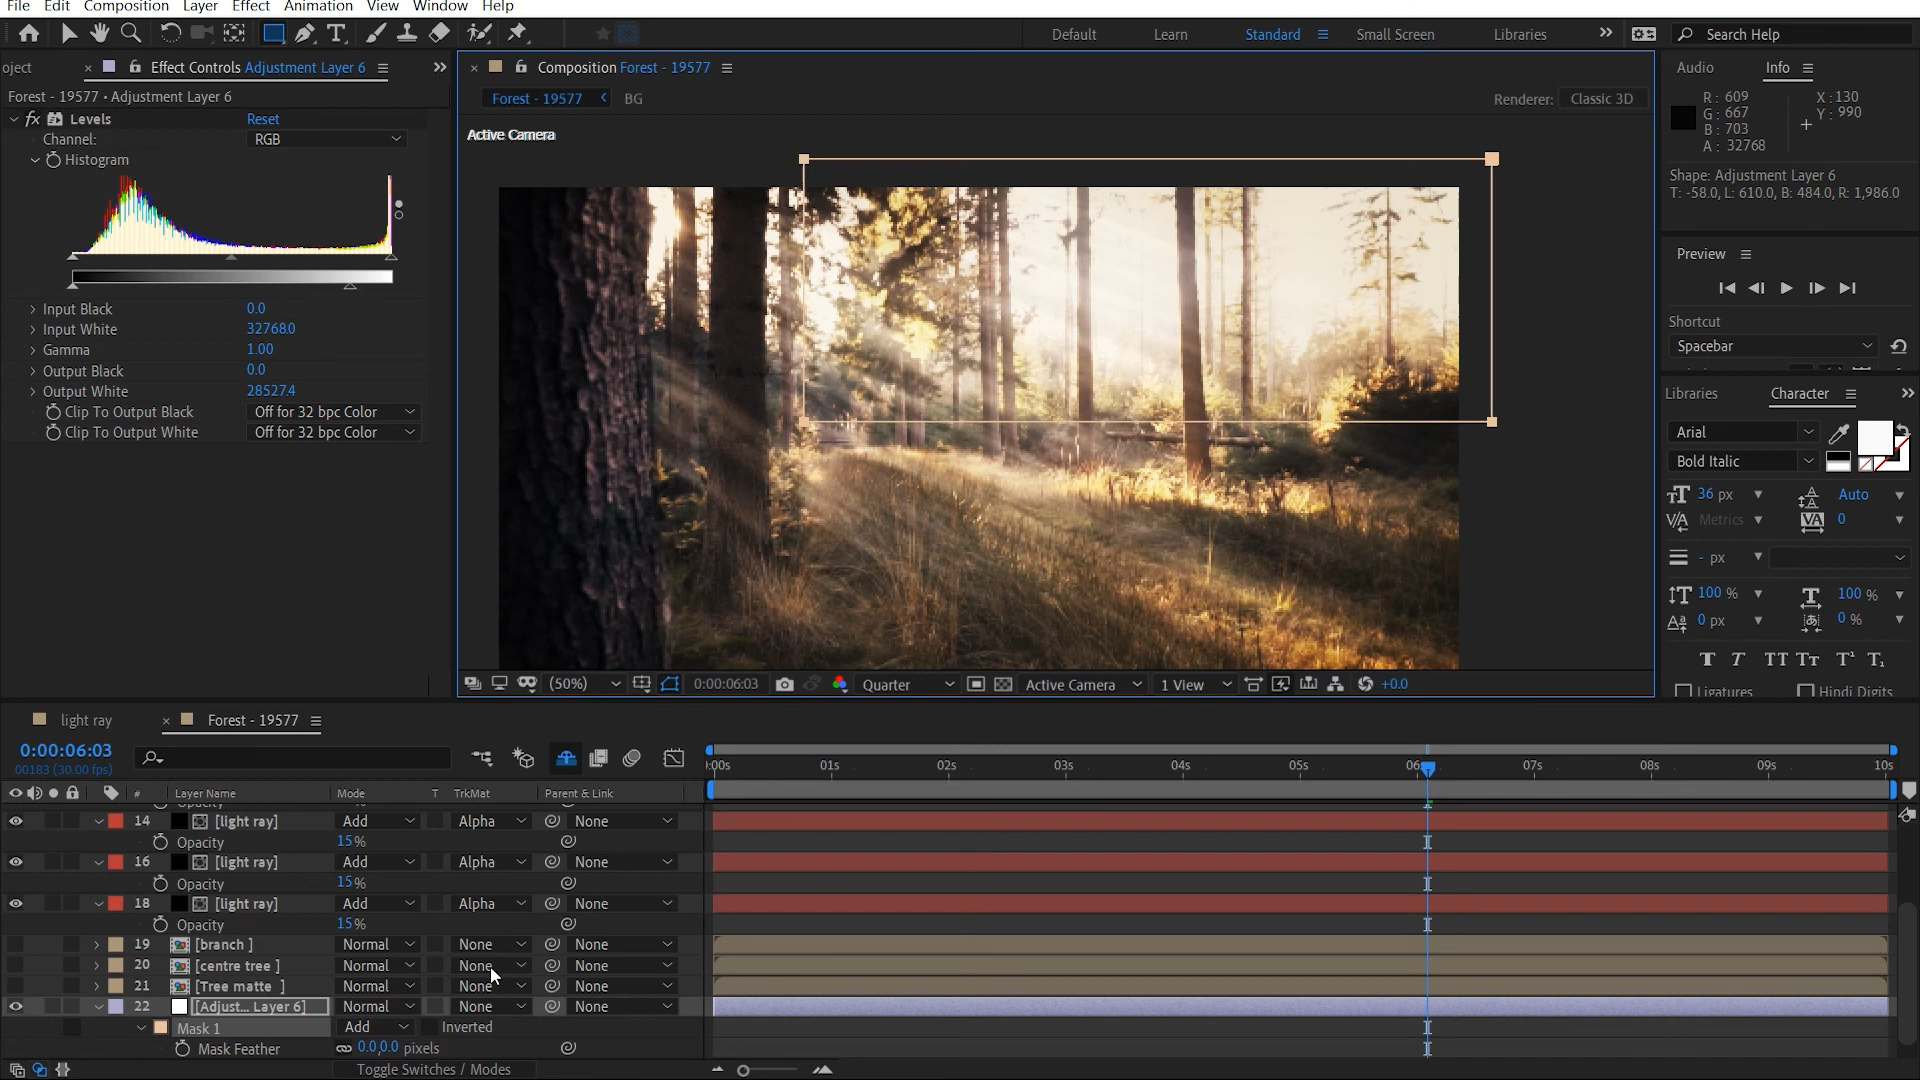 File Edit Composition Layer Effect Animation View Window Help
Default Learn Standard Small Screen Libraries Search Help
oject Effect Controls Adjustment Layer 6
Forest - 19577 • Adjustment Layer 6
fx Levels Reset
Channel: RGB
Histogram
Input Black 0.0
Input White 32768.0
Gamma 1.00
Output Black 0.0
Output White 28527.4
Clip To Output Black Off for 32 bpc Color
Clip To Output White Off for 32 bpc Color
Composition Forest - 19577
Forest - 19577 BG
Renderer: Classic 3D
Active Camera
(50%) 0:00:06:03 Quarter Active Camera 1 View +0.0
Audio Info
R: 609 X: 130
G: 667 Y: 990
B: 703
A: 32768
Shape: Adjustment Layer 6
T: -58.0, L: 610.0, B: 484.0, R: 1,986.0
Preview
Shortcut
Spacebar
Libraries Character
Arial
Bold Italic
36 px Auto
Metrics 0
- px
100 % 100 %
0 px 0 %
T T TT Tт T¹ T₁
Ligatures Hindi Digits
light ray Forest - 19577
0:00:06:03
00183 (30.00 fps)
:00s 01s 02s 03s 04s 05s 06s 07s 08s 09s 10s
# Layer Name Mode T TrkMat Parent & Link
Opacity
14 [light ray] Add Alpha None
Opacity 15%
16 [light ray] Add Alpha None
Opacity 15%
18 [light ray] Add Alpha None
Opacity 15%
19 [branch ] Normal None None
20 [centre tree ] Normal None None
21 [Tree matte ] Normal None None
22 [Adjust... Layer 6] Normal None None
Mask 1 Add Inverted
Mask Feather 0.0,0.0 pixels
Toggle Switches / Modes